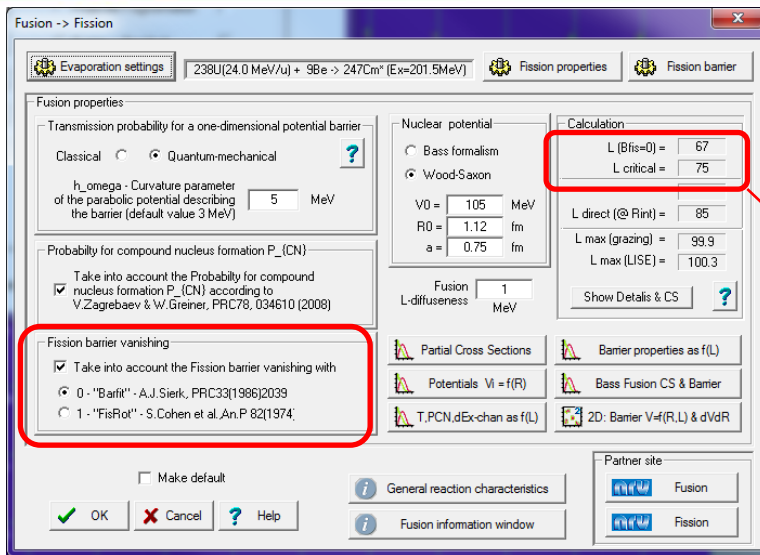 Fusion -> Fission
Evaporation settings
238U(24.0 MeV/u) + 9Be -> 247Cm* (Ex=201.5MeV)
Fission properties
Fission barrier
Fusion properties
Transmission probability for a one-dimensional potential barrier
Classical
Quantum-mechanical
?
h_omega - Curvature parameter
of the parabolic potential describing
the barrier (default value 3 MeV)
5
MeV
Probabilty for compound nucleus formation P_{CN}
Take into account the Probabilty for compound
nucleus formation P_{CN} according to
V.Zagrebaev & W.Greiner, PRC78, 034610 (2008)
Fission barrier vanishing
Take into account the Fission barrier vanishing with
0 - "Barfit" - A.J.Sierk, PRC33(1986)2039
1 - "FisRot" - S.Cohen et al.,An.P 82(1974)
Nuclear potential
Bass formalism
Wood-Saxon
V0 = 105 MeV
R0 = 1.12 fm
a = 0.75 fm
Fusion
L-diffuseness
1
MeV
Calculation
L (Bfis=0) = 67
L critical = 75
L direct (@ Rint) = 85
L max (grazing) = 99.9
L max (LISE) = 100.3
Show Detalis & CS
?
Partial Cross Sections
Barrier properties as f(L)
Potentials Vi = f(R)
Bass Fusion CS & Barrier
T,PCN,dEx-chan as f(L)
2D: Barrier V=f(R,L) & dVdR
Make default
OK
Cancel
? Help
General reaction characteristics
Fusion information window
Partner site
nrv Fusion
nrv Fission